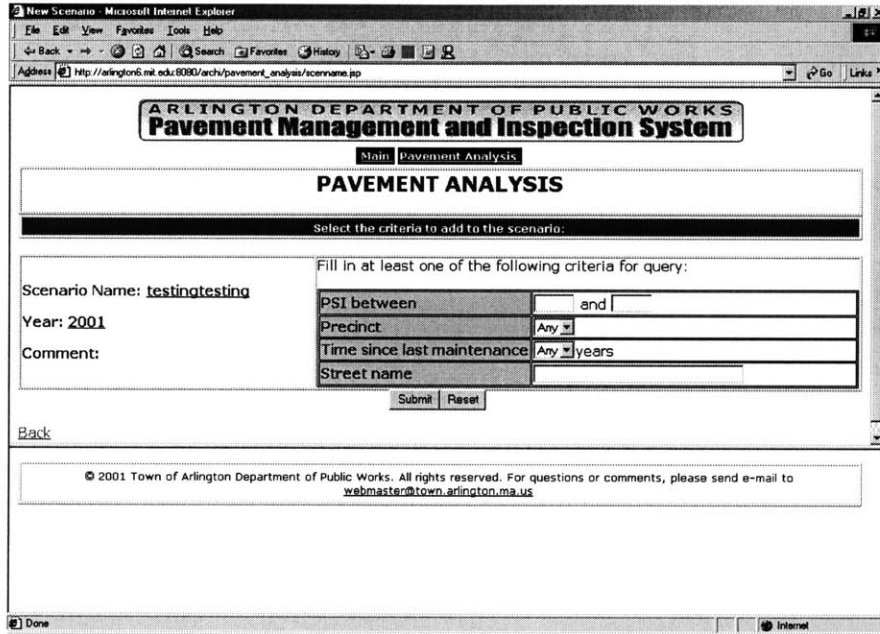 New Scenario - Microsoft Internet Explorer
File Edit View Favorites Tools Help
Back Search Favorites History
Address http://arlington6.mit.edu:8080/archi/pavement_analysis/scenname.jsp Go Links
ARLINGTON DEPARTMENT OF PUBLIC WORKS
Pavement Management and Inspection System
Main Pavement Analysis
PAVEMENT ANALYSIS
Select the criteria to add to the scenario:
Fill in at least one of the following criteria for query:
Scenario Name: testingtesting
Year: 2001
Comment:
PSI between and
Precinct Any
Time since last maintenance Any years
Street name
Submit Reset
Back
© 2001 Town of Arlington Department of Public Works. All rights reserved. For questions or comments, please send e-mail to
webmaster@town.arlington.ma.us
Done Internet